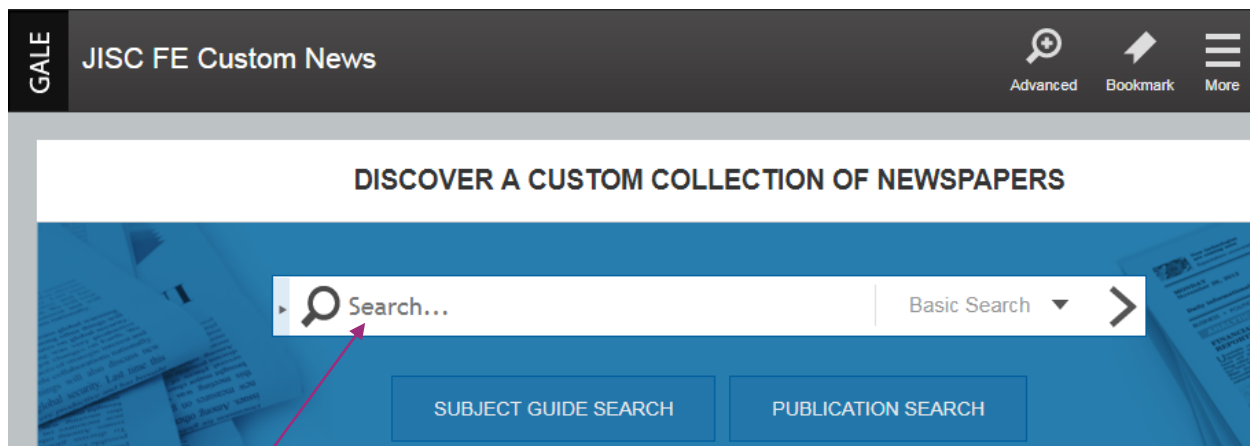 GALE
JISC FE Custom News
Advanced
Bookmark
More
DISCOVER A CUSTOM COLLECTION OF NEWSPAPERS
Search...
Basic Search
SUBJECT GUIDE SEARCH
PUBLICATION SEARCH